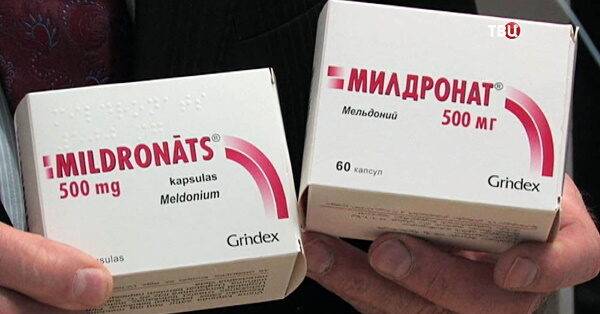 MILDRONĀTS®
500 mg
kapsulas
Meldonium
Grindex
МИЛДРОНАТ®
500 мг
Мельдоний
60 капсул
Grindex
ТВЦ